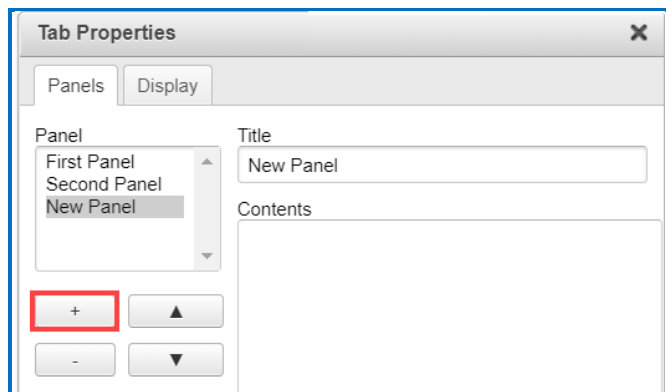 Tab Properties
Panels
Display
Panel
First Panel
Second Panel
New Panel
+
▲
-
▼
Title
New Panel
Contents